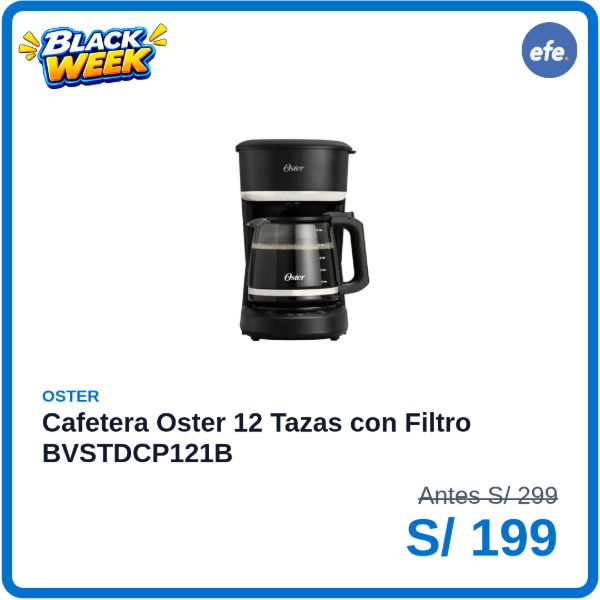 BLACK
WEEK
efe.
Oster
Oster
OSTER
Cafetera Oster 12 Tazas con Filtro
BVSTDCP121B
Antes S/ 299
S/ 199